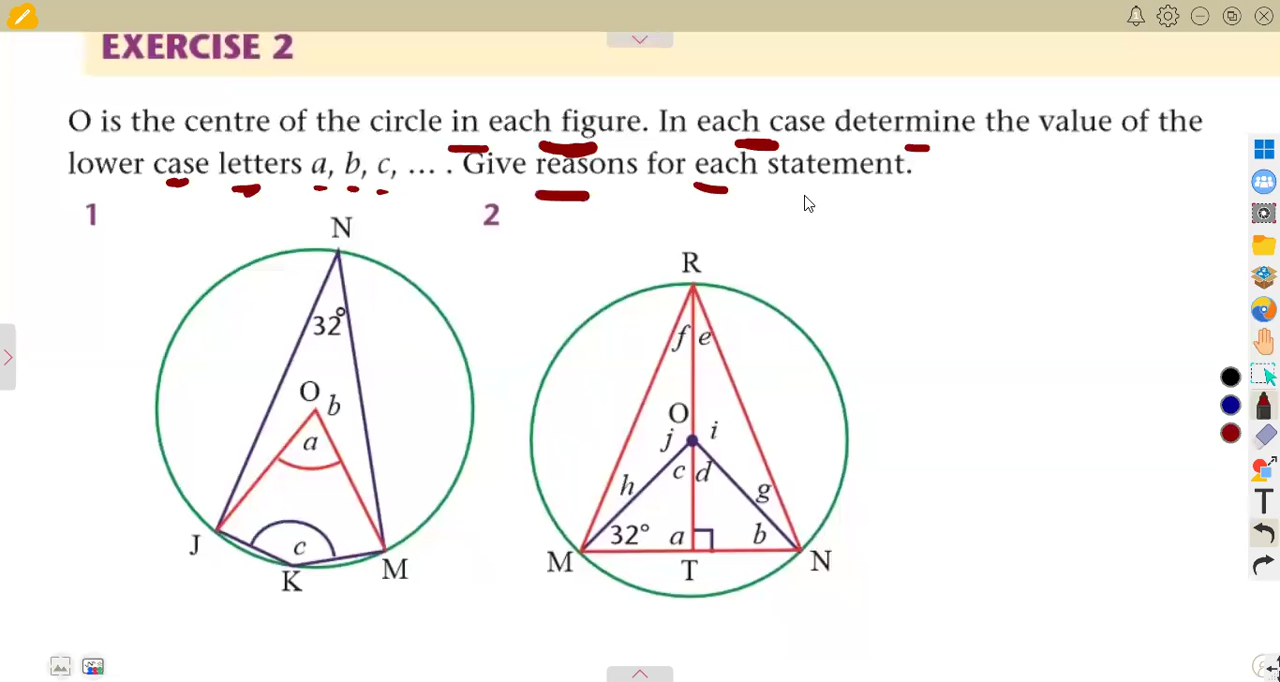 EXERCISE 2
O is the centre of the circle in each figure. In each case determine the value of the
lower case letters a, b, c, ... . Give reasons for each statement.
1
2
N
32°
O
b
a
J
c
K
M
R
f
e
O
j
i
c
d
h
g
32°
a
b
M
T
N
T